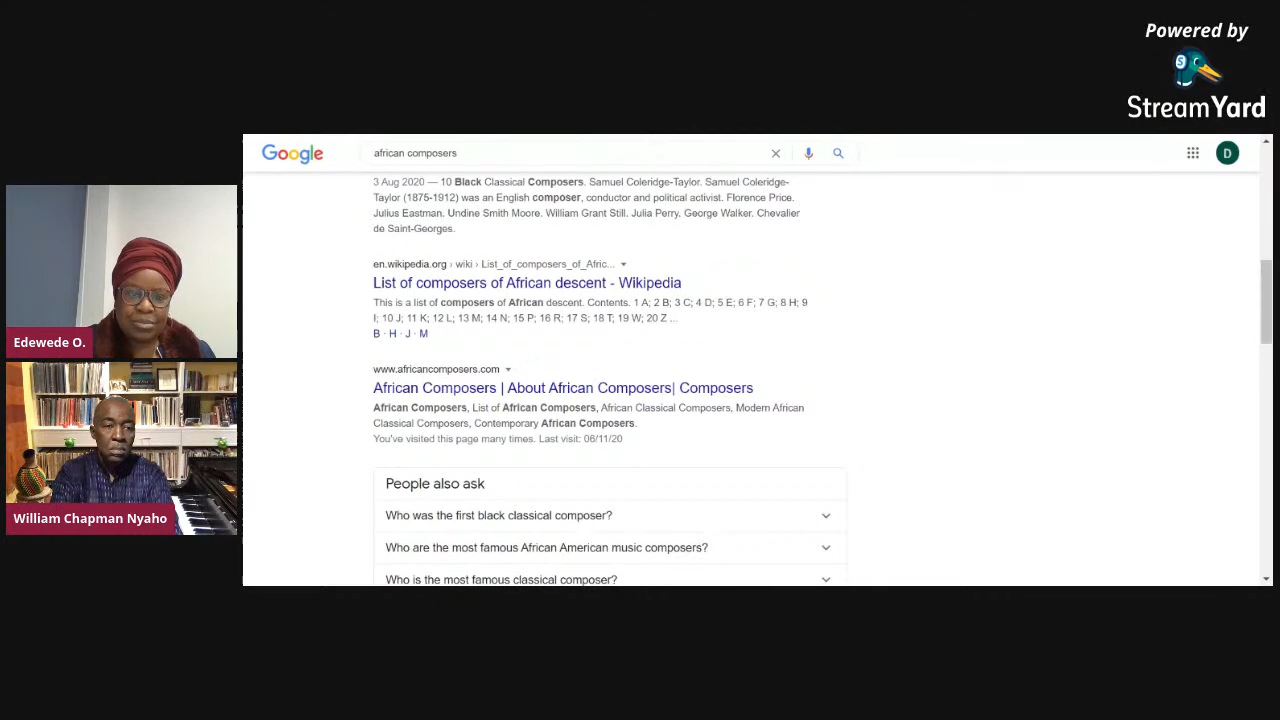 Powered by
S
StreamYard
Google
african composers
D
3 Aug 2020 — 10 Black Classical Composers. Samuel Coleridge-Taylor. Samuel Coleridge-
Taylor (1875-1912) was an English composer, conductor and political activist. Florence Price.
Julius Eastman. Undine Smith Moore. William Grant Still. Julia Perry. George Walker. Chevalier
de Saint-Georges.
en.wikipedia.org › wiki › List_of_composers_of_Afric...
List of composers of African descent - Wikipedia
This is a list of composers of African descent. Contents. 1 A; 2 B; 3 C; 4 D; 5 E; 6 F; 7 G; 8 H; 9
I; 10 J; 11 K; 12 L; 13 M; 14 N; 15 P; 16 R; 17 S; 18 T; 19 W; 20 Z ...
B · H · J · M
www.africancomposers.com
African Composers | About African Composers| Composers
African Composers, List of African Composers, African Classical Composers, Modern African
Classical Composers, Contemporary African Composers.
You've visited this page many times. Last visit: 06/11/20
People also ask
Who was the first black classical composer?
Who are the most famous African American music composers?
Who is the most famous classical composer?
Edewede O.
William Chapman Nyaho